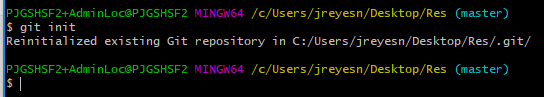 PJGSHSF2+AdminLoc@PJGSHSF2 MINGW64 /c/Users/jreyesn/Desktop/Res (master)
$ git init
Reinitialized existing Git repository in C:/Users/jreyesn/Desktop/Res/.git/
PJGSHSF2+AdminLoc@PJGSHSF2 MINGW64 /c/Users/jreyesn/Desktop/Res (master)
$